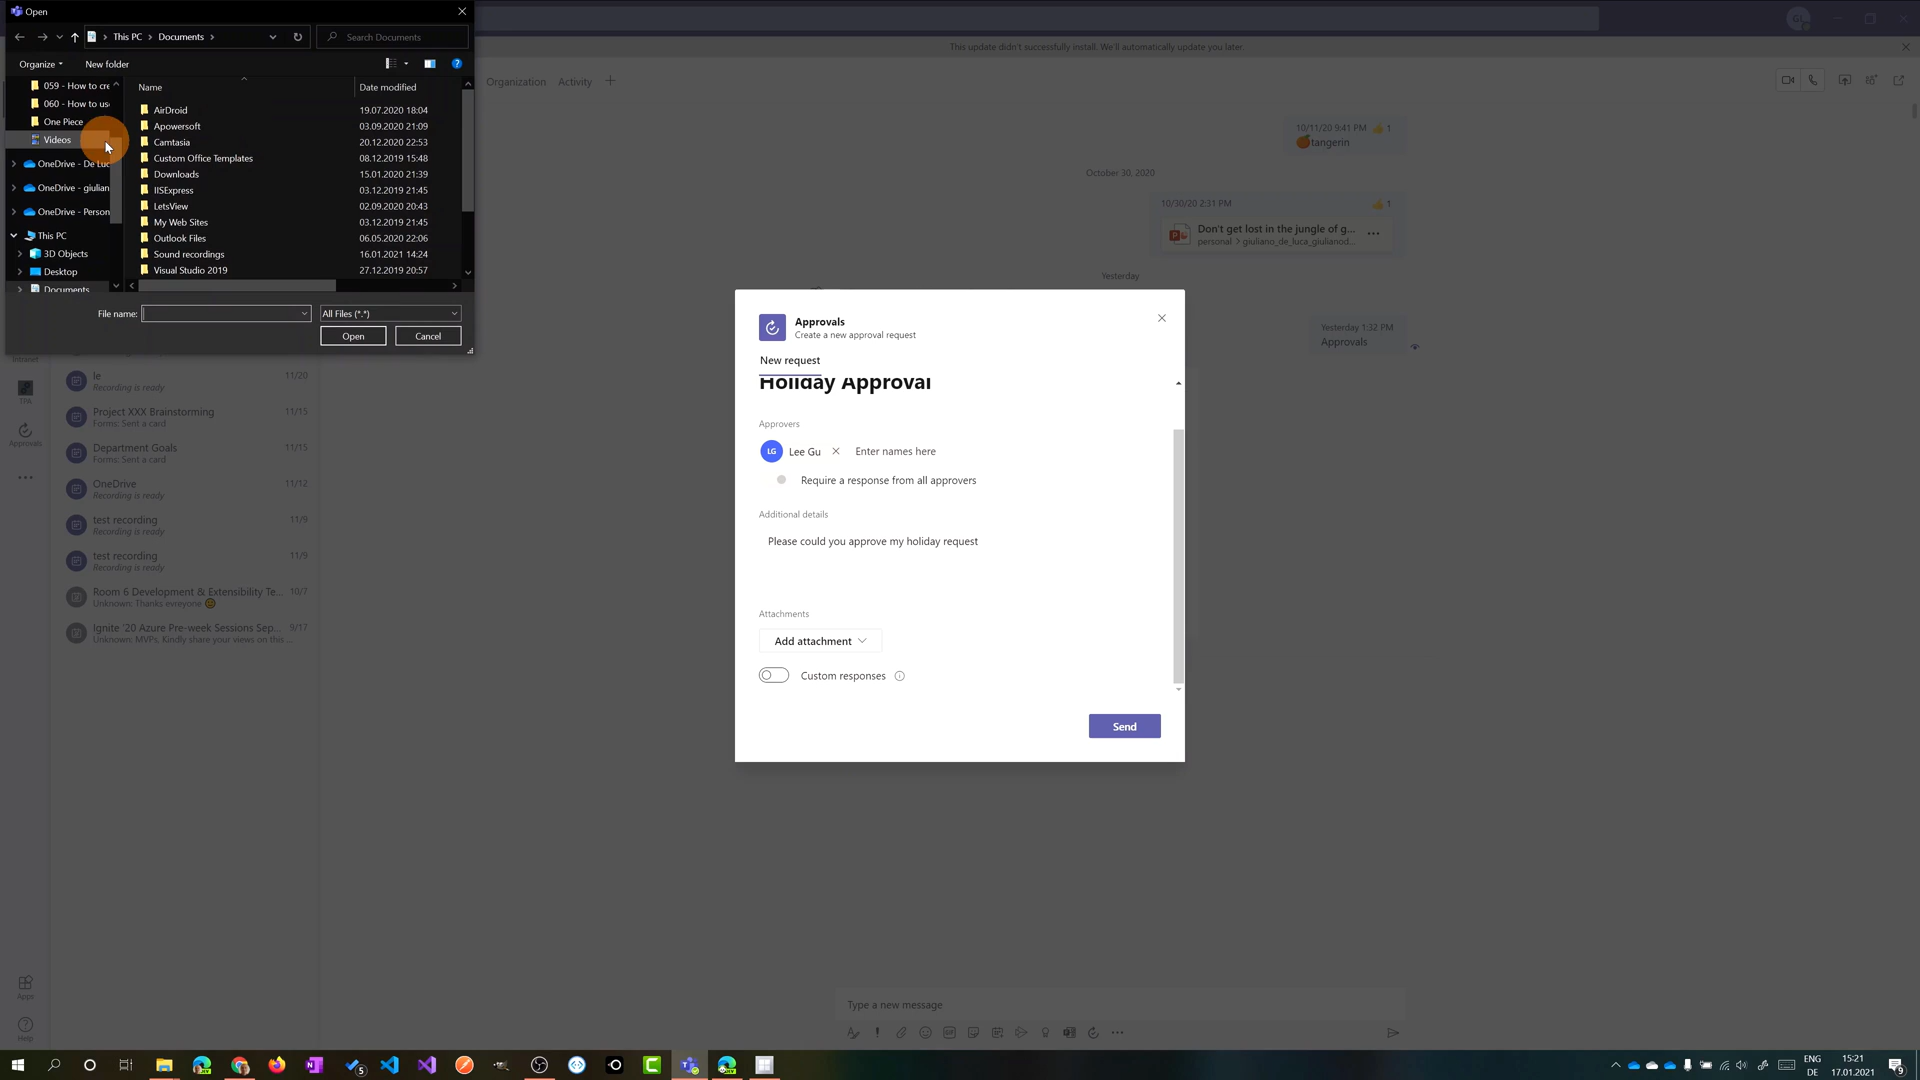 Open
This PC
Documents
Search Documents
Organize
New folder
059 - How to cre
060 - How to us
One Piece
Videos
OneDrive - De Luc
OneDrive - giulian
OneDrive - Person
This PC
3D Objects
Desktop
Documents
Name
Date modified
AirDroid 19.07.2020 18:04
Apowersoft 03.09.2020 21:09
Camtasia 20.12.2020 22:53
Custom Office Templates 08.12.2019 15:48
Downloads 15.01.2020 21:39
IISExpress 03.12.2019 21:45
LetsView 02.09.2020 20:43
My Web Sites 03.12.2019 21:45
Outlook Files 06.05.2020 22:06
Sound recordings 16.01.2021 14:24
Visual Studio 2019 27.12.2019 20:57
File name:
All Files (*.*)
Open
Cancel
GL
This update didn't successfully install. We'll automatically update you later.
Organization
Activity
10/11/20 9:41 PM 1
tangerin
October 30, 2020
10/30/20 2:31 PM 1
Don't get lost in the jungle of g...
personal > giuliano_de_luca_giulianod...
Yesterday
Yesterday 1:32 PM
Approvals
Intranet
TPA
Approvals
Apps
Help
le 11/20
Recording is ready
Project XXX Brainstorming 11/15
Forms: Sent a card
Department Goals 11/15
Forms: Sent a card
OneDrive 11/12
Recording is ready
test recording 11/9
Recording is ready
test recording 11/9
Recording is ready
Room 6 Development & Extensibility Te... 10/7
Unknown: Thanks evreyone
Ignite '20 Azure Pre-week Sessions Sep... 9/17
Unknown: MVPs, Kindly share your views on this ...
Approvals
Create a new approval request
New request
Holiday Approval
Approvers
LG
Lee Gu
Enter names here
Require a response from all approvers
Additional details
Please could you approve my holiday request
Attachments
Add attachment
Custom responses
Send
Type a new message
5
ENG
DE
15:21
17.01.2021
9